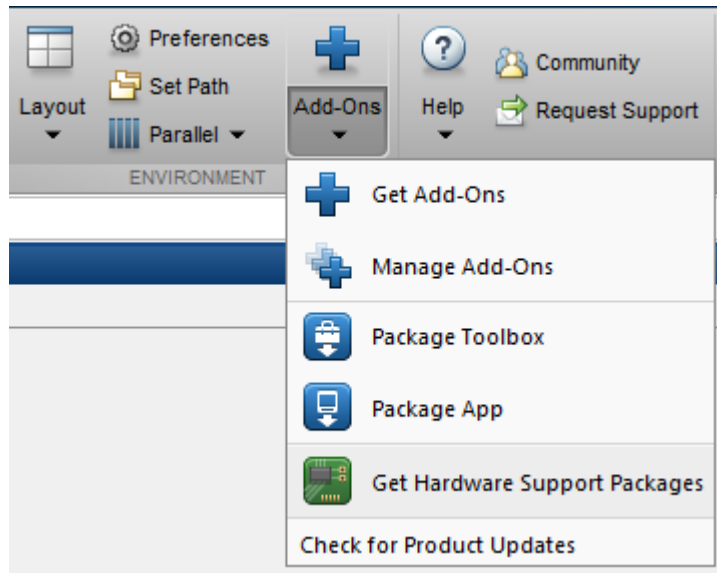 Preferences
Set Path
Layout
Parallel
ENVIRONMENT
Add-Ons
?
Help
Community
Request Support
Get Add-Ons
Manage Add-Ons
Package Toolbox
Package App
Get Hardware Support Packages
Check for Product Updates